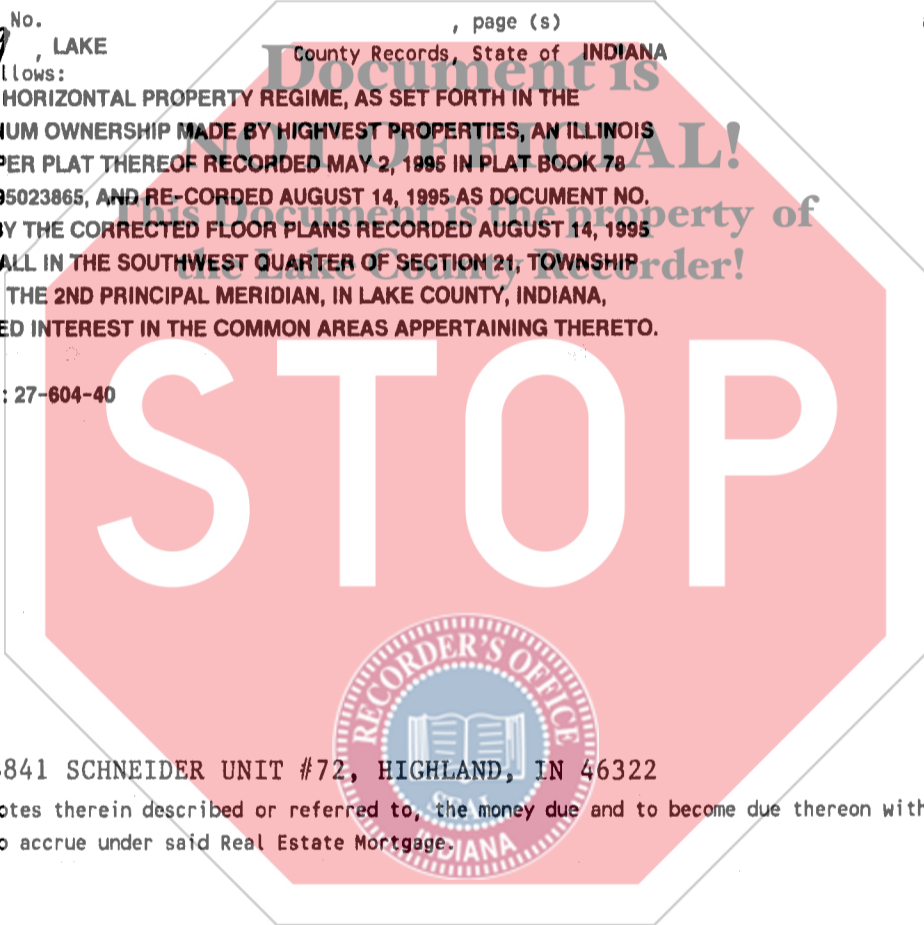 No. , page (s)
, LAKE County Records, State of INDIANA
llows:
HORIZONTAL PROPERTY REGIME, AS SET FORTH IN THE
IUM OWNERSHIP MADE BY HIGHVEST PROPERTIES, AN ILLINOIS
PER PLAT THEREOF RECORDED MAY 2, 1995 IN PLAT BOOK 78
95023865, AND RE-CORDED AUGUST 14, 1995 AS DOCUMENT NO.
BY THE CORRECTED FLOOR PLANS RECORDED AUGUST 14, 1995
ALL IN THE SOUTHWEST QUARTER OF SECTION 21, TOWNSHIP
THE 2ND PRINCIPAL MERIDIAN, IN LAKE COUNTY, INDIANA,
ED INTEREST IN THE COMMON AREAS APPERTAINING THERETO.
: 27-604-40
Document is
NOT OFFICIAL!
This Document is the property of
the Lake County Recorder!
STOP
RECORDER'S OFFICE
SEAL
INDIANA
841 SCHNEIDER UNIT #72, HIGHLAND, IN 46322
otes therein described or referred to, the money due and to become due thereon with
o accrue under said Real Estate Mortgage.